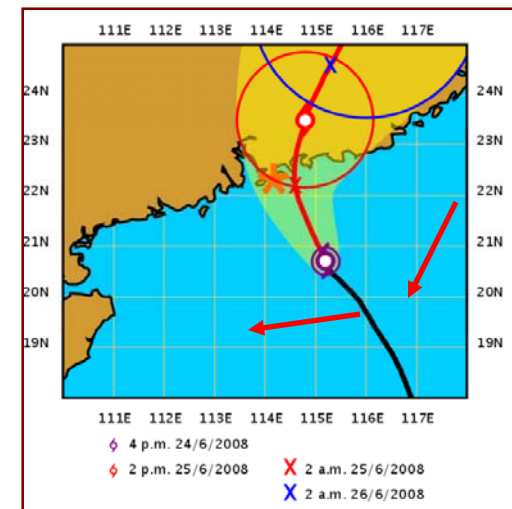 111E 112E 113E 114E 115E 116E 117E
24N 24N
23N 23N
22N 22N
21N 21N
20N 20N
19N 19N
111E 112E 113E 114E 115E 116E 117E
4 p.m. 24/6/2008
2 p.m. 25/6/2008 X 2 a.m. 25/6/2008
X 2 a.m. 26/6/2008